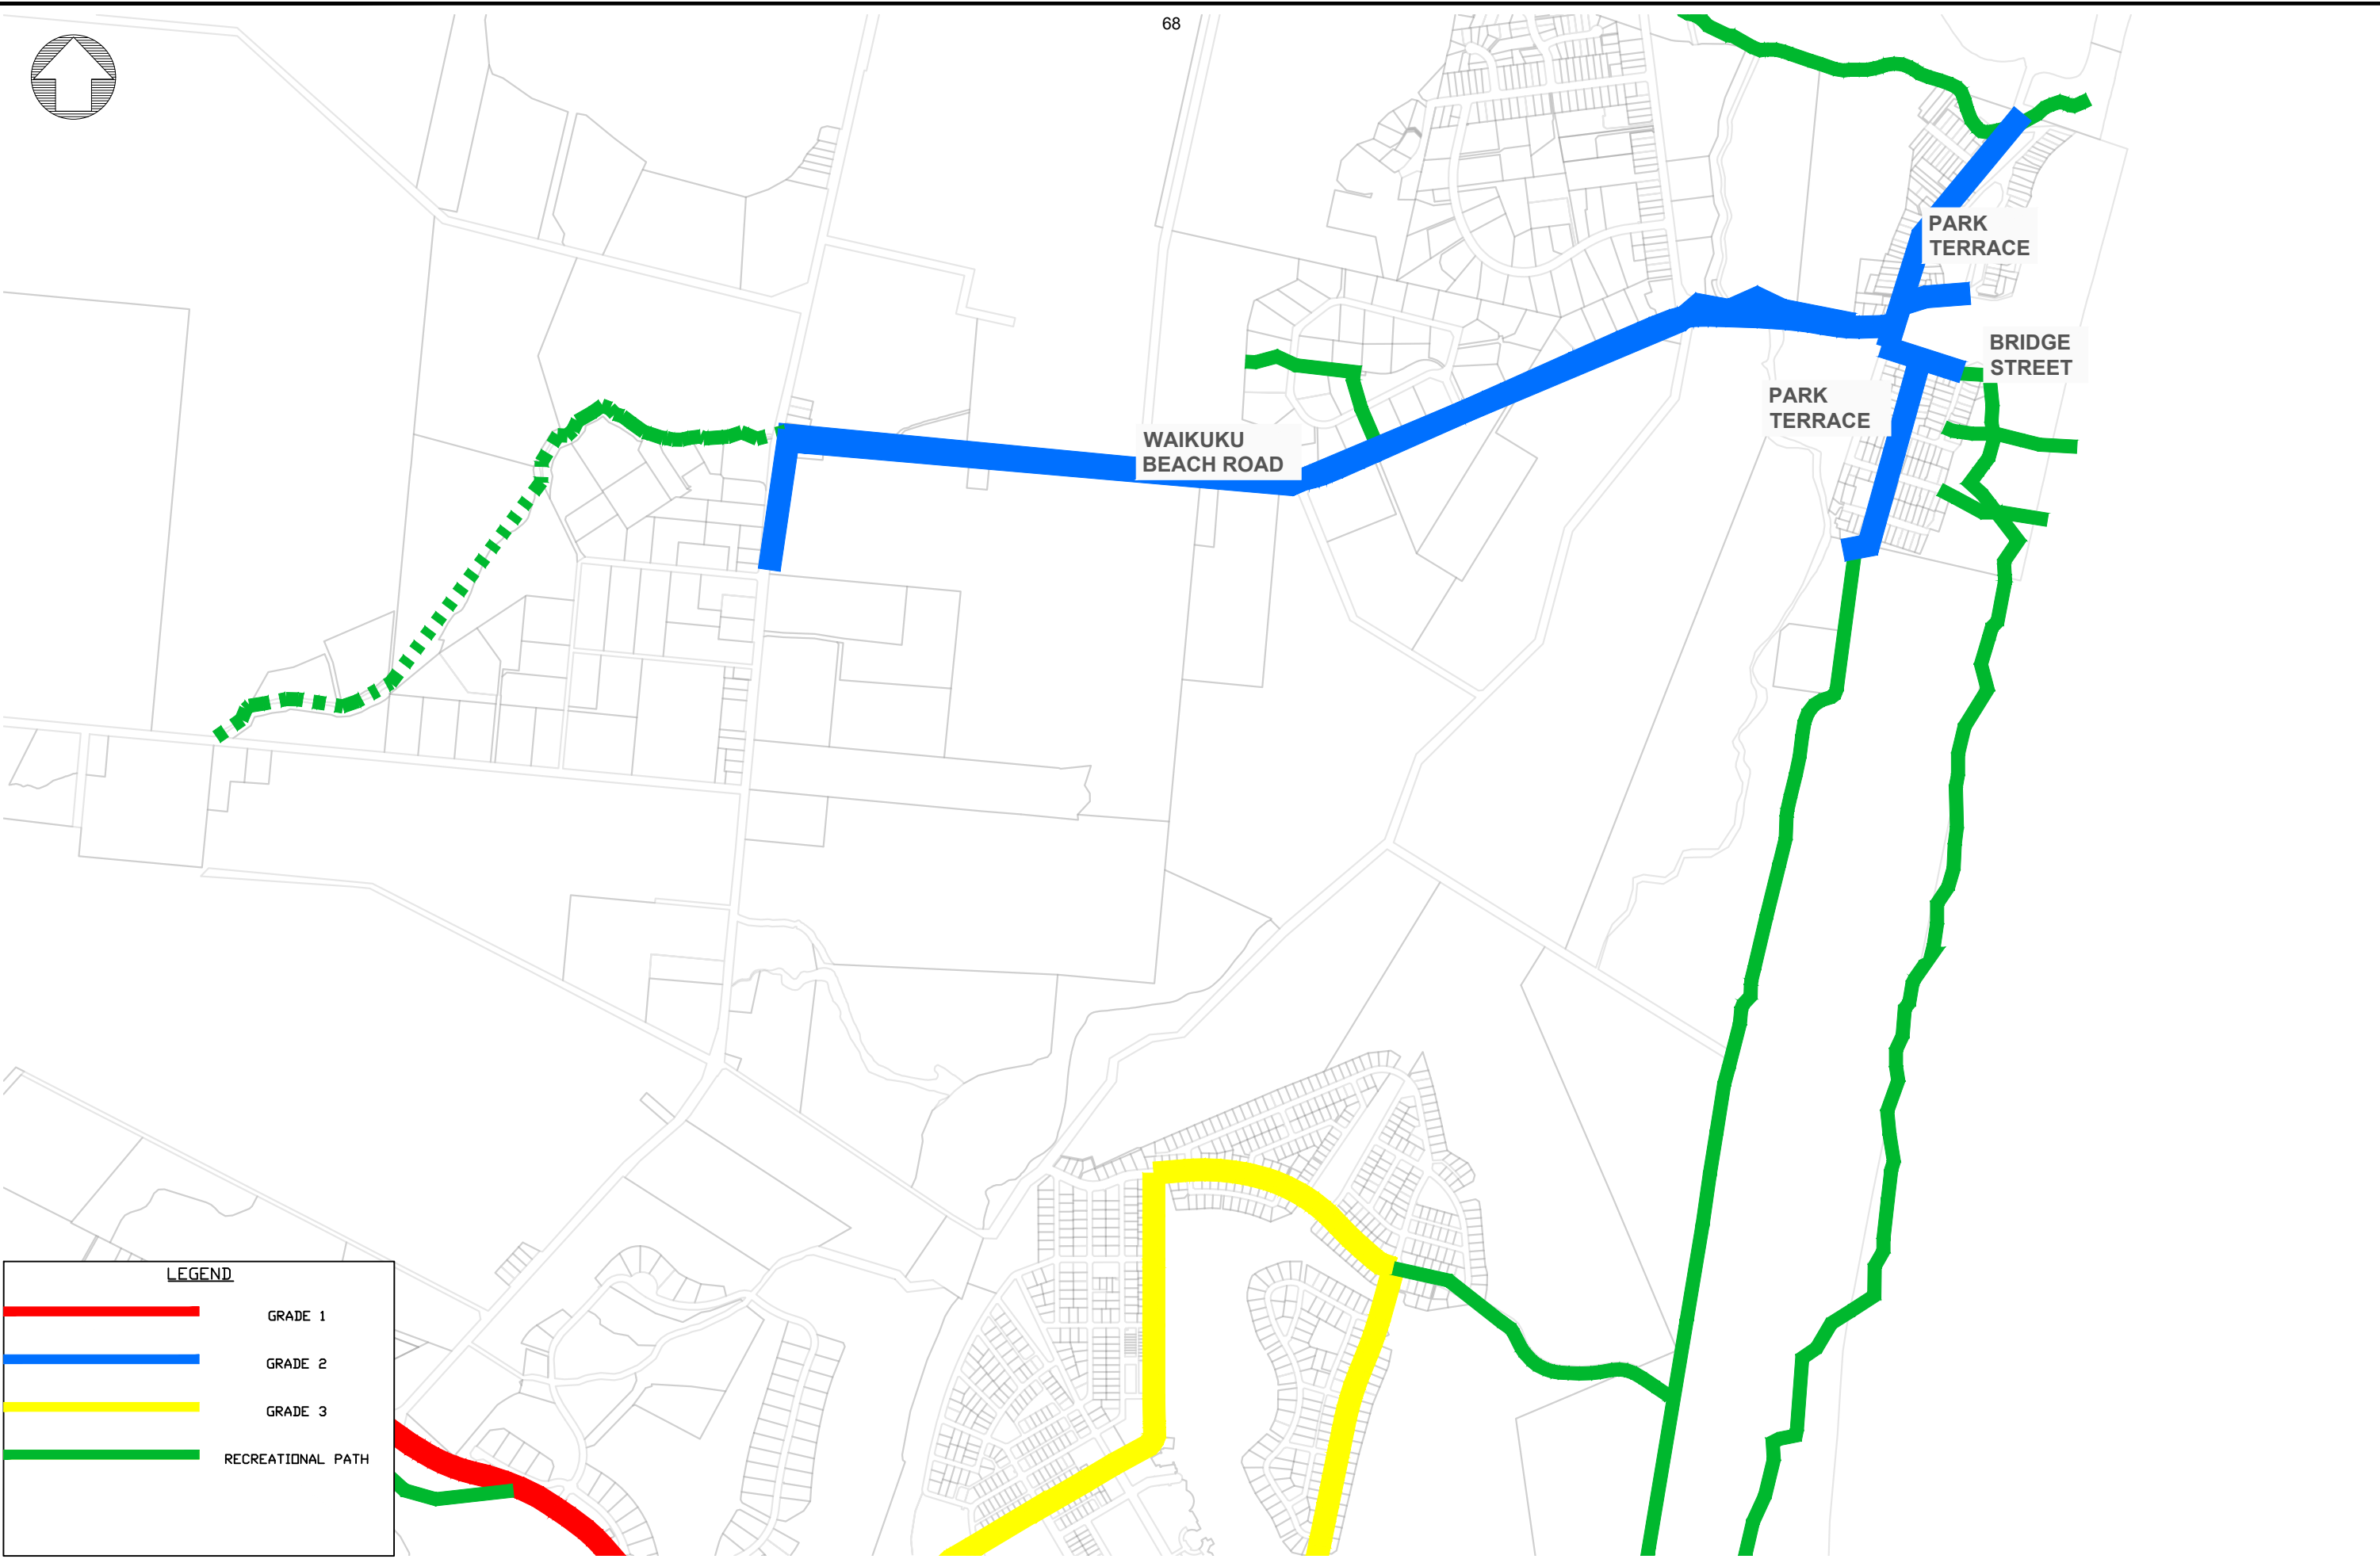 68
PARK
TERRACE
BRIDGE
STREET
PARK
TERRACE
WAIKUKU
BEACH ROAD
LEGEND
GRADE 1
GRADE 2
GRADE 3
RECREATIONAL PATH